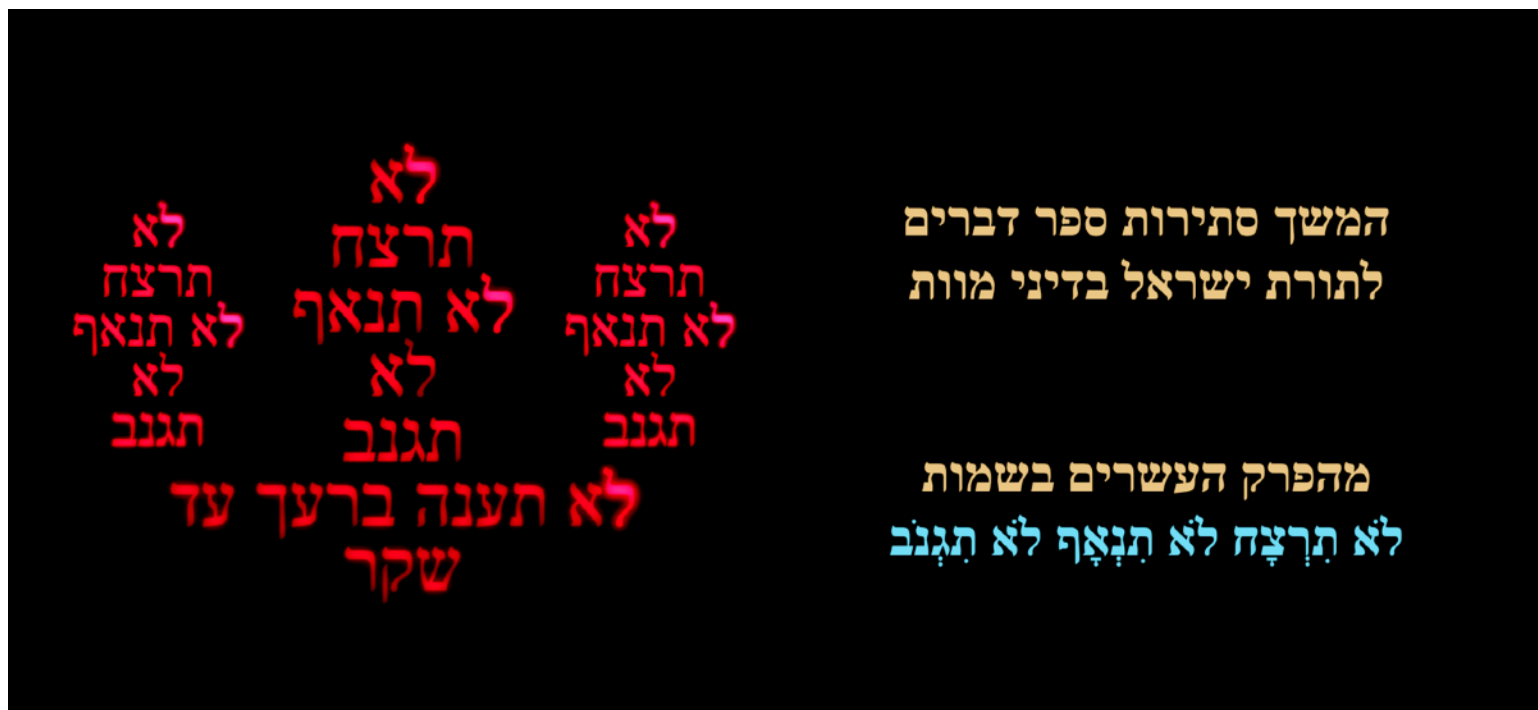 המשך סתירות ספר דברים
לתורת ישראל בדיני מוות
מהפרק העשרים בשמות
לֹא תִרְצָח לֹא תִנְאָף לֹא תִגְנֹב
לא
תרצח
לא תנאף
לא
תגנב
לא
תרצח
לא תנאף
לא
תגנב
לא
תרצח
לא תנאף
לא
תגנב
לא תענה ברעך עד
שקר